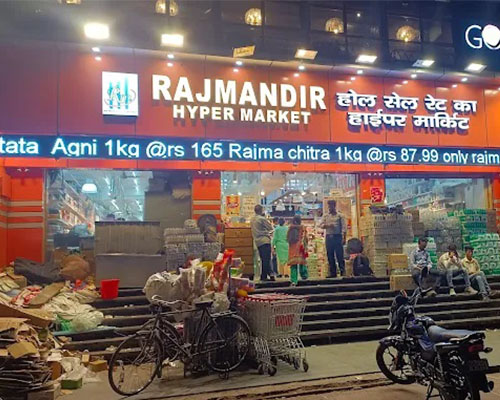 GO
RAJMANDIR
HYPER MARKET
होल सेल रेट का
हाईपर मार्किट
tata Agni 1kg @rs 165 Rajma chitra 1kg @rs 87.99 only rajm